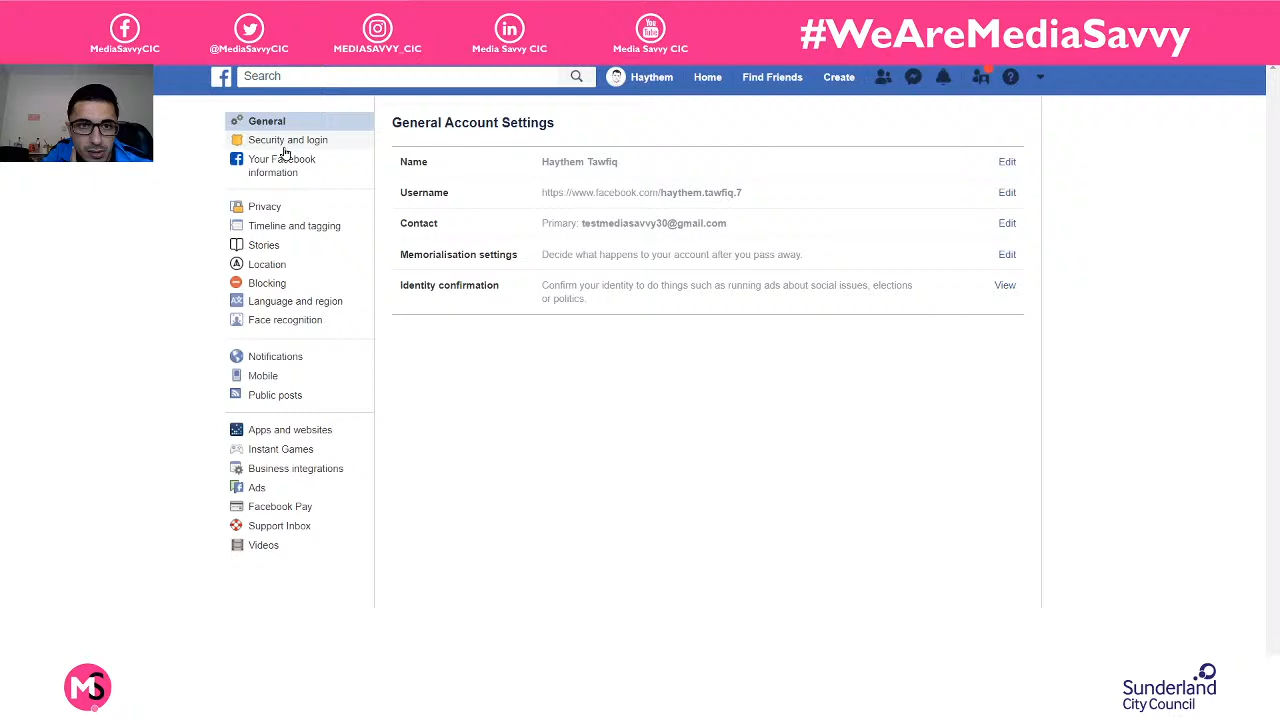 MediaSavvyCIC
@MediaSavvyCIC
MEDIASAVVY_CIC
in
Media Savvy CIC
You
Tube
Media Savvy CIC
#WeAreMediaSavvy
f
Search
Haythem
Home
Find Friends
Create
General
Security and login
Your Facebook
information
Privacy
Timeline and tagging
Stories
Location
Blocking
Language and region
Face recognition
Notifications
Mobile
Public posts
Apps and websites
Instant Games
Business integrations
Ads
Facebook Pay
Support Inbox
Videos
General Account Settings
Name Haythem Tawfiq Edit
Username https://www.facebook.com/haythem.tawfiq.7 Edit
Contact Primary: testmediasavvy30@gmail.com Edit
Memorialisation settings Decide what happens to your account after you pass away. Edit
Identity confirmation Confirm your identity to do things such as running ads about social issues, elections View
or politics.
MS
Sunderland
City Council